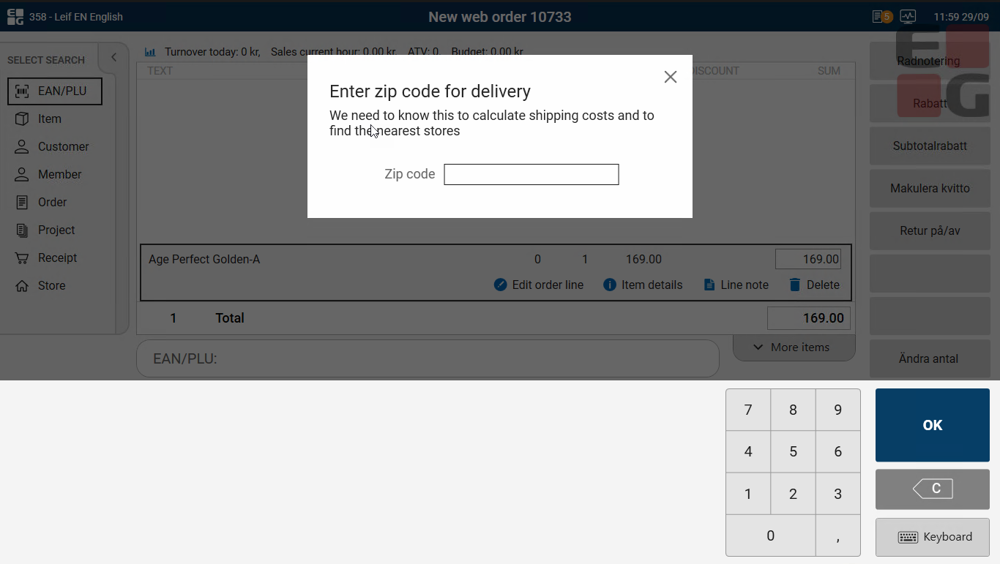 358 - Leif EN English
New web order 10733
5
11:59 29/09
SELECT SEARCH
EAN/PLU
Item
Customer
Member
Order
Project
Receipt
Store
Turnover today: 0 kr, Sales current hour: 0.00 kr, ATV: 0, Budget: 0.00 kr
TEXT
DISCOUNT
SUM
Enter zip code for delivery
We need to know this to calculate shipping costs and to
find the nearest stores
Zip code
Age Perfect Golden-A 0 1 169.00 169.00
Edit order line
Item details
Line note
Delete
1 Total 169.00
EAN/PLU:
More items
Radnotering
Rabatt
Subtotalrabatt
Makulera kvitto
Retur på/av
Ändra antal
EG
7 8 9
4 5 6
1 2 3
0 ,
OK
C
Keyboard